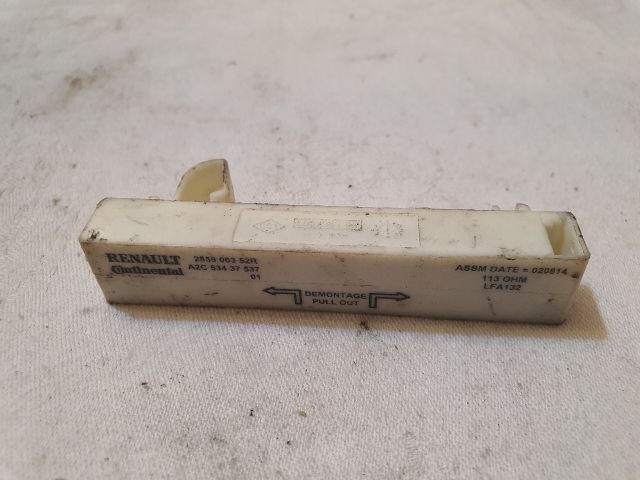 RENAULT
Continental
2859 063 52R
A2C 534 37 537
01
DEMONTAGE
PULL OUT
ASSM DATE = 020814
113 OHM
LFA132